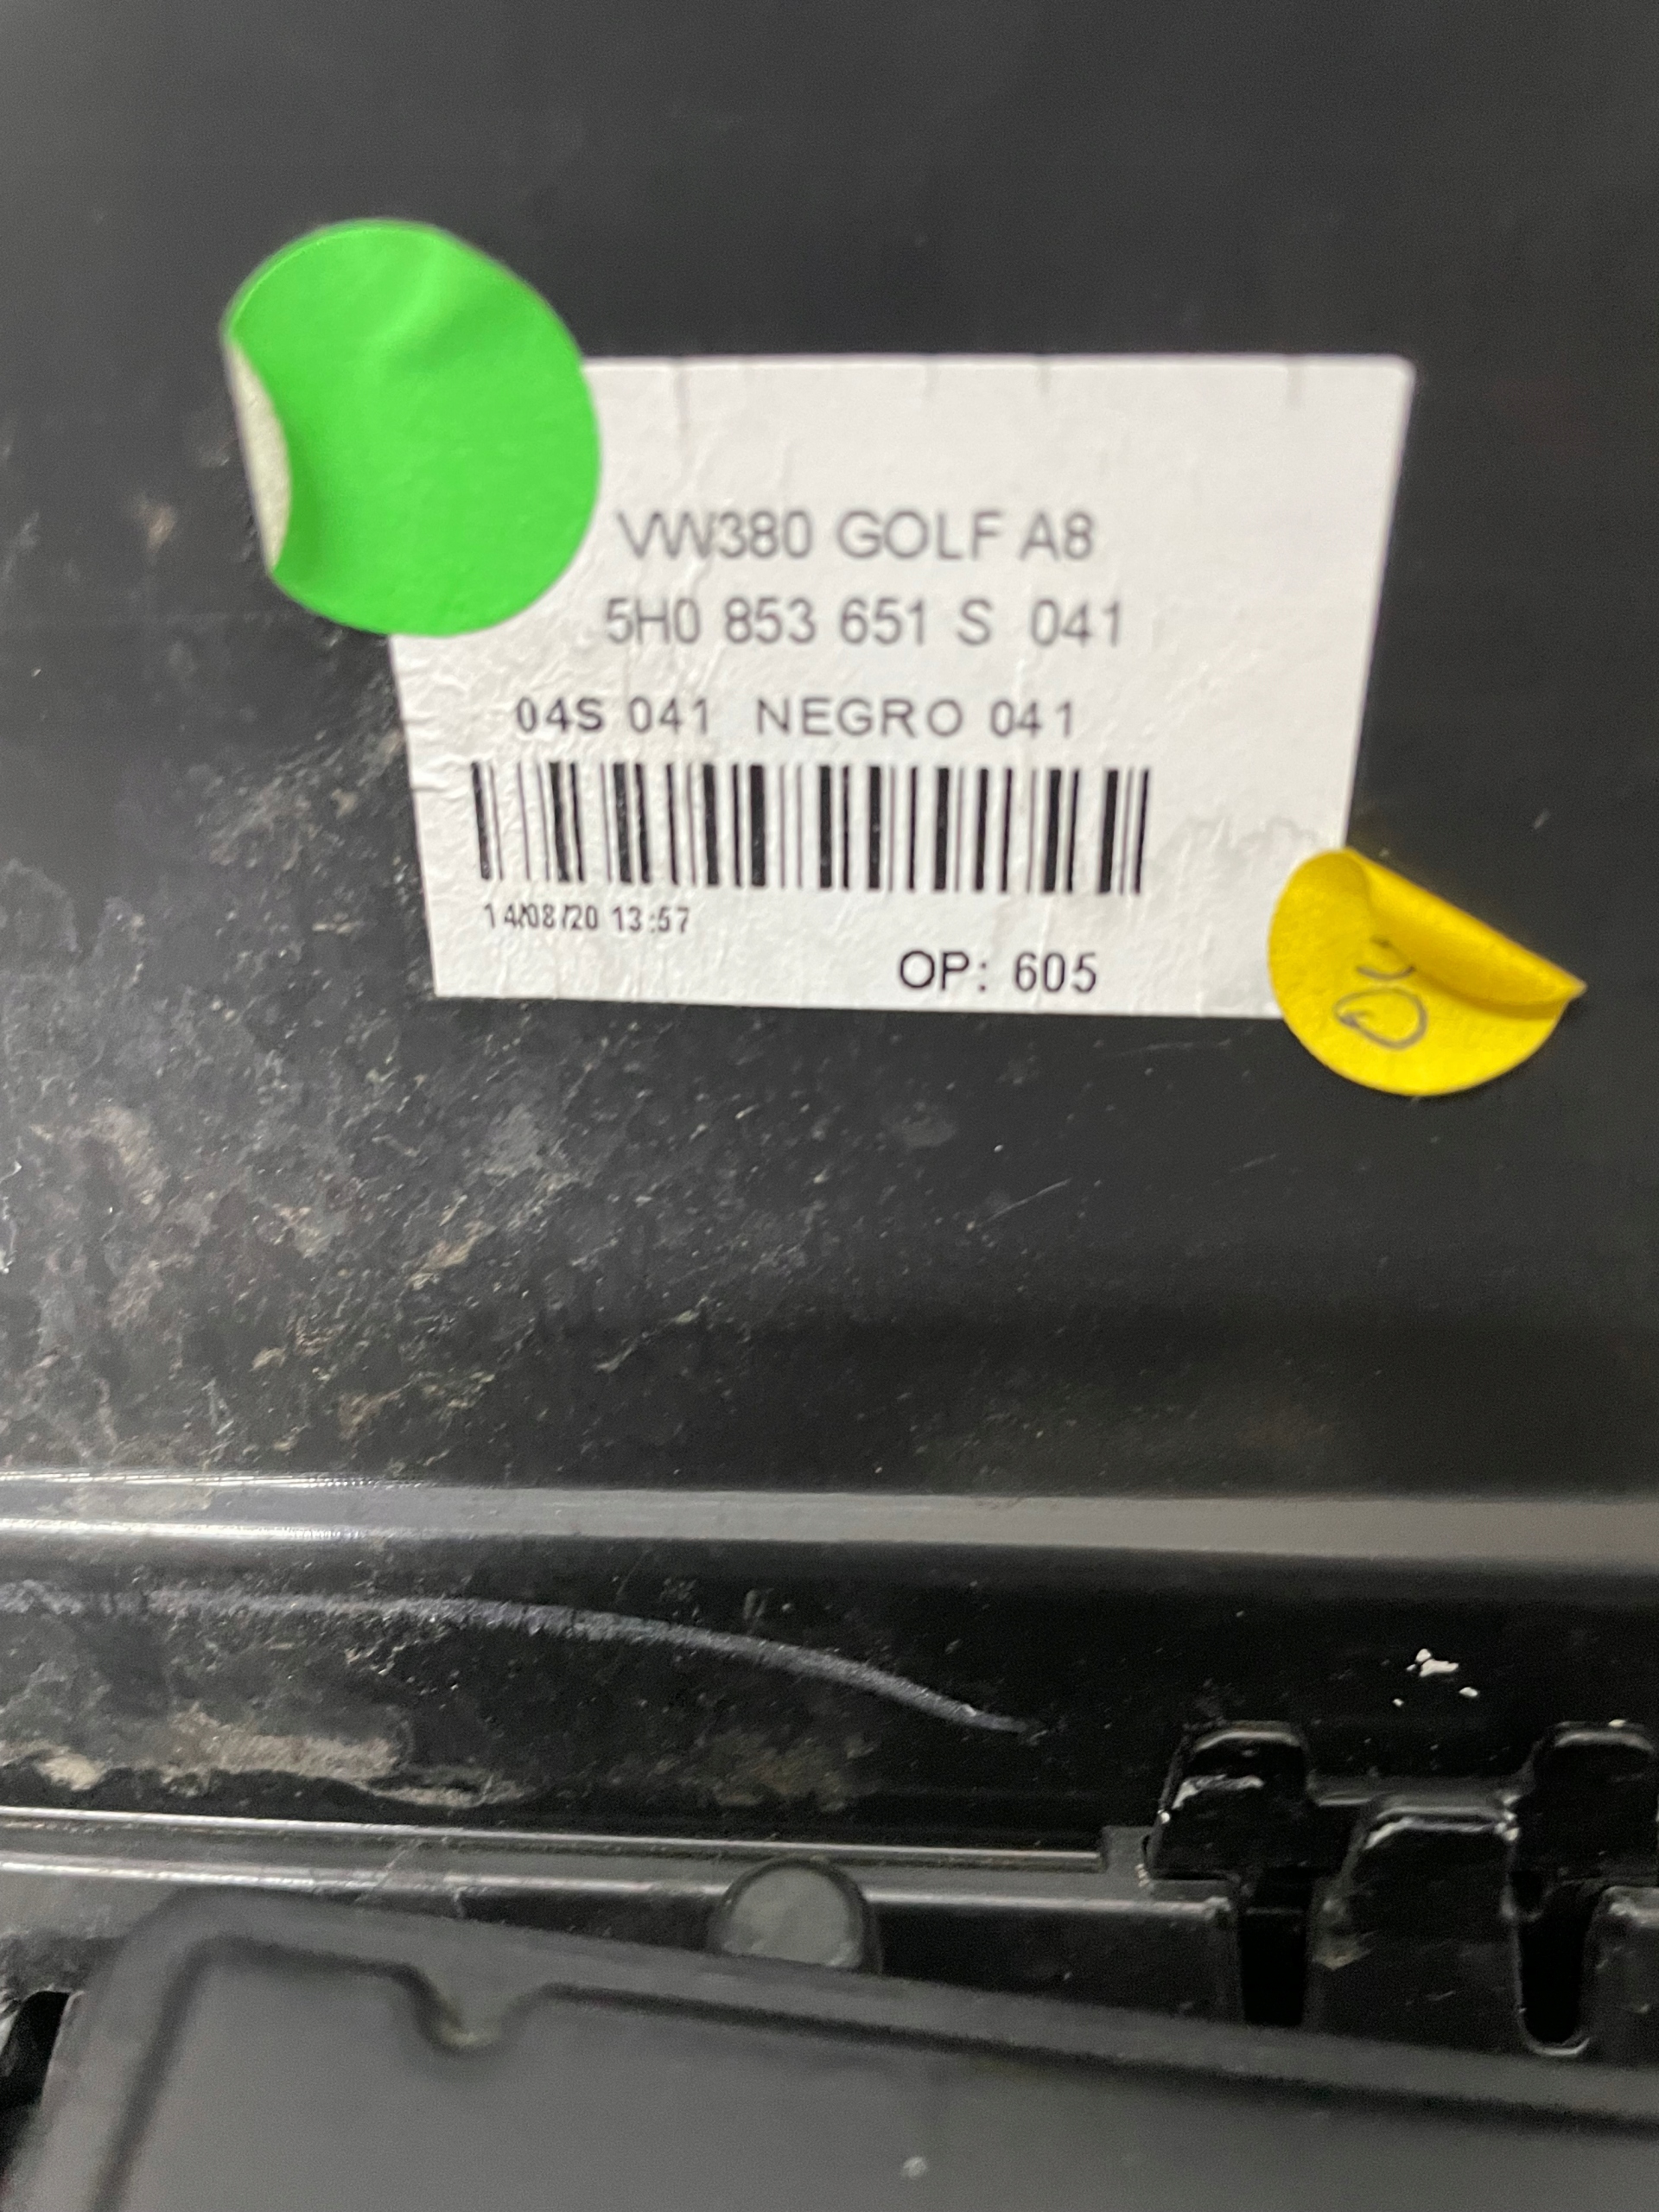 VW380 GOLF A8
5H0 853 651 S 041
04S 041 NEGRO 041
14/08/20 13:57
OP: 605